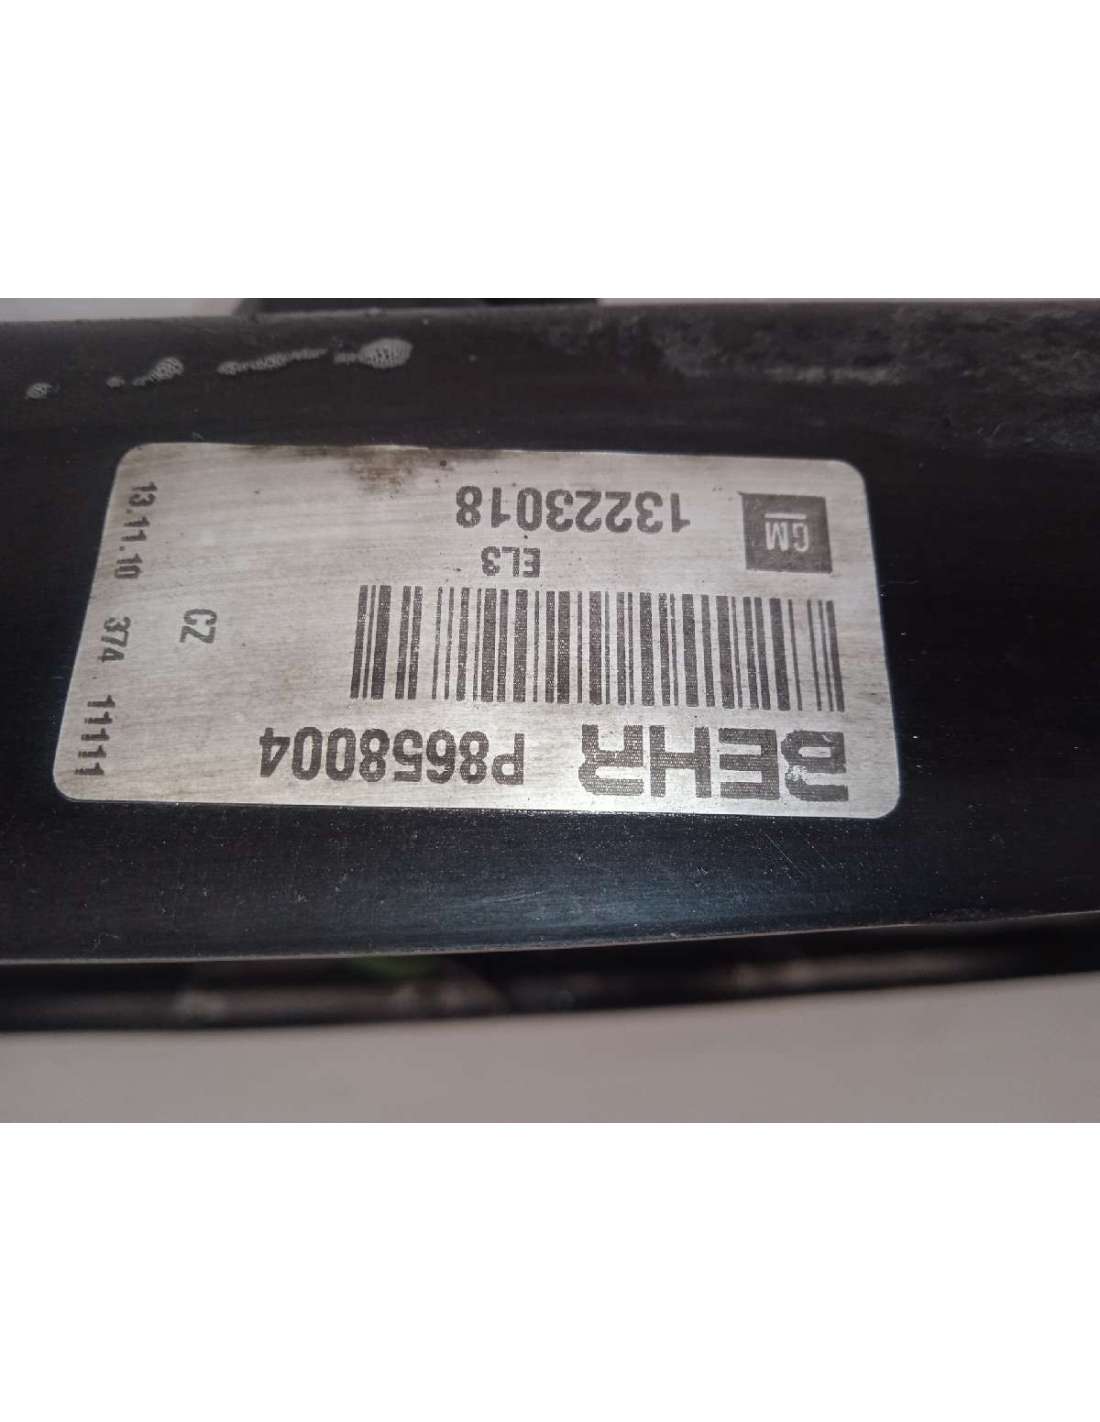 BEHR P8658004
EL3
GM 13223018
CZ
13.11.10 374 11111